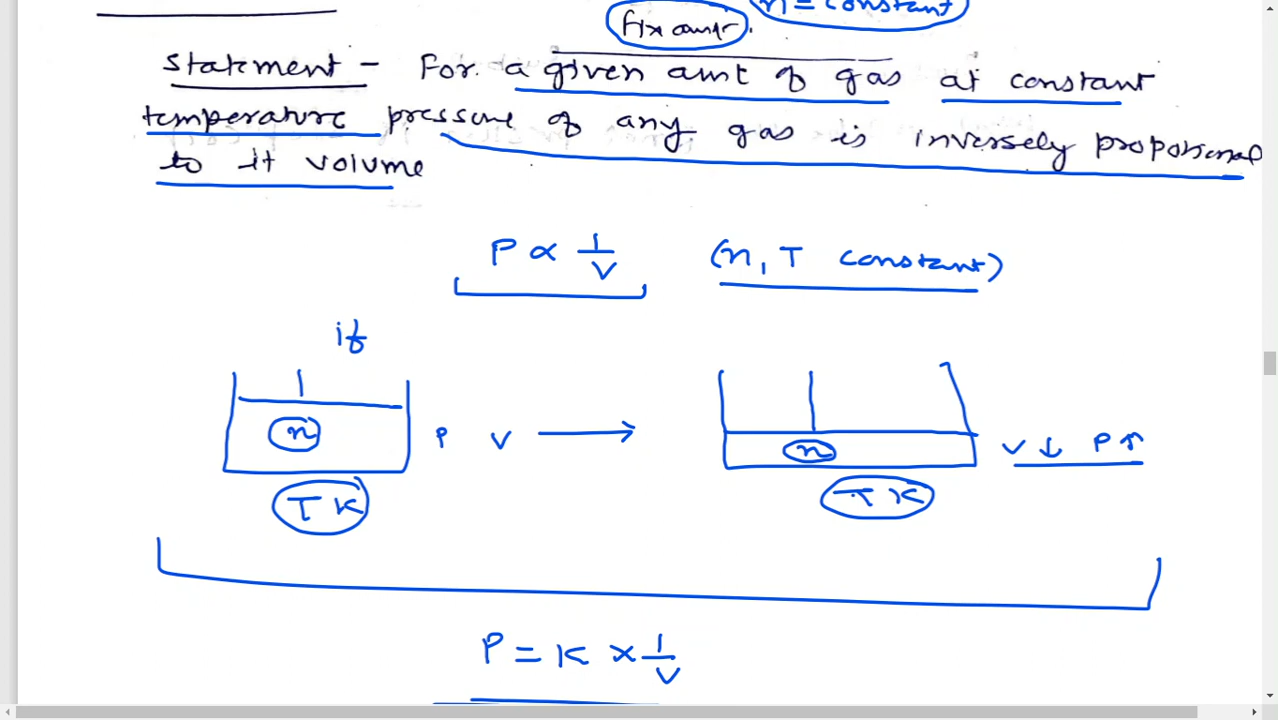 fix amt. n = constant
Statement - For a given amt of gas at constant
temperature pressure of any gas is inversely proportional
to it volume
P ∝ 1/V (n, T constant)
if
n P V → n V ↓ P ↑
T K T K
P = K × 1/V